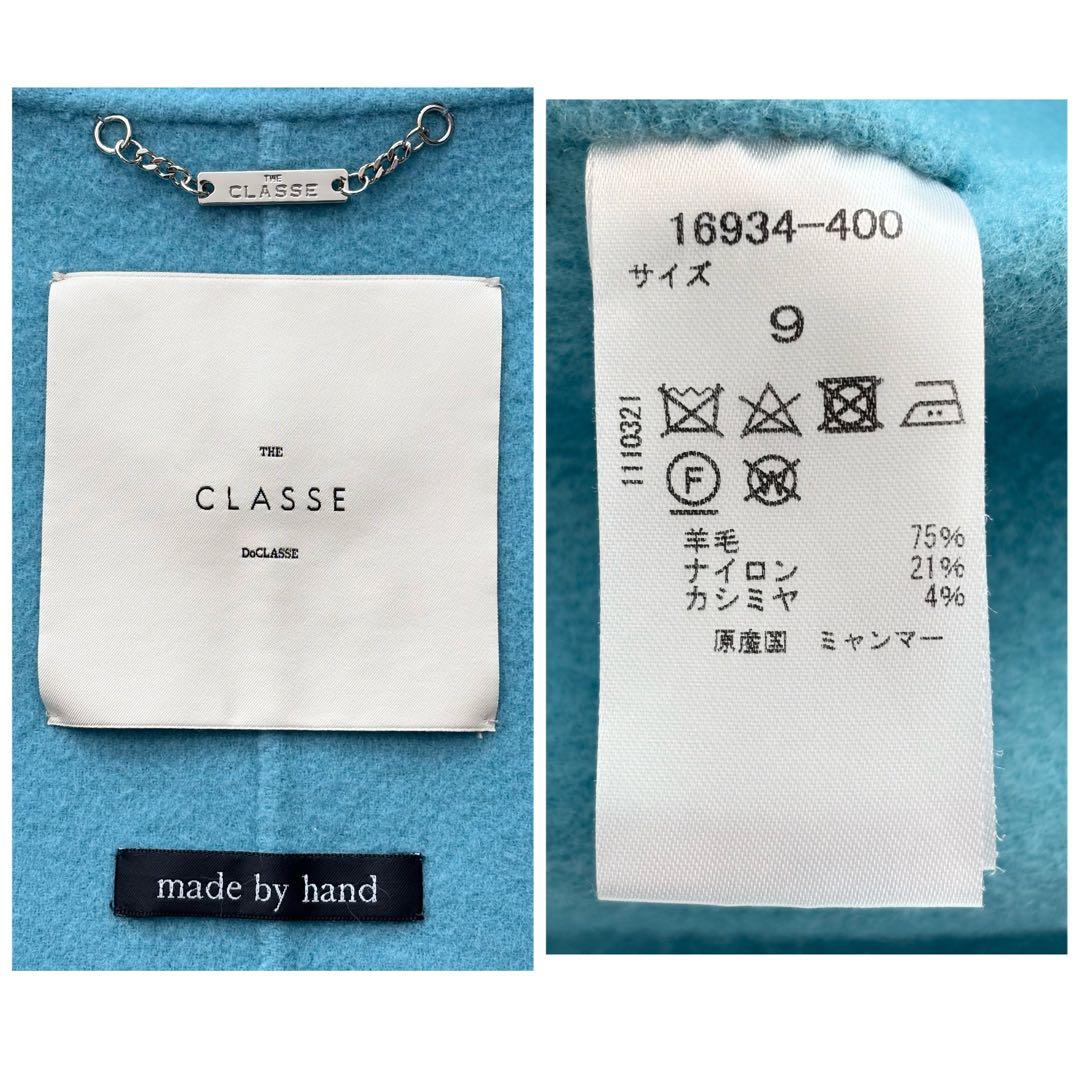 THE
CLASSE
THE
CLASSE
DoCLASSE
made by hand
16934-400
サイズ
9
1110321
F
W
羊毛 75%
ナイロン 21%
カシミヤ 4%
原産国 ミャンマー